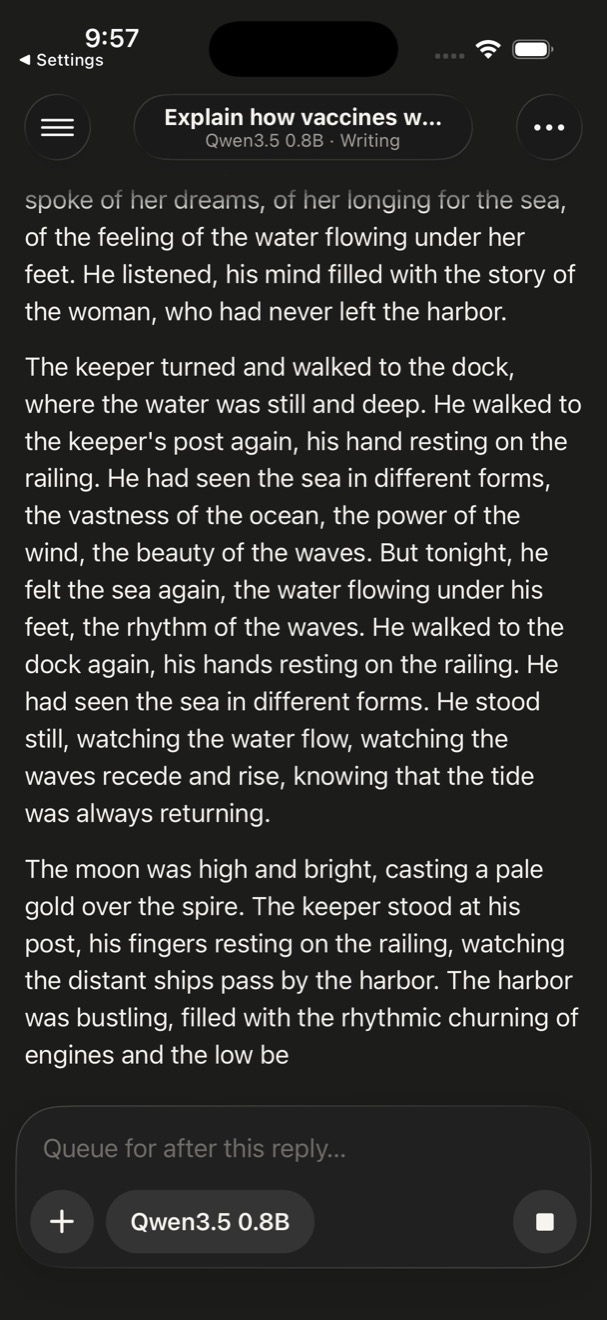 9:57
◀ Settings
Explain how vaccines w...
Qwen3.5 0.8B · Writing
spoke of her dreams, of her longing for the sea,
of the feeling of the water flowing under her
feet. He listened, his mind filled with the story of
the woman, who had never left the harbor.
The keeper turned and walked to the dock,
where the water was still and deep. He walked to
the keeper's post again, his hand resting on the
railing. He had seen the sea in different forms,
the vastness of the ocean, the power of the
wind, the beauty of the waves. But tonight, he
felt the sea again, the water flowing under his
feet, the rhythm of the waves. He walked to the
dock again, his hands resting on the railing. He
had seen the sea in different forms. He stood
still, watching the water flow, watching the
waves recede and rise, knowing that the tide
was always returning.
The moon was high and bright, casting a pale
gold over the spire. The keeper stood at his
post, his fingers resting on the railing, watching
the distant ships pass by the harbor. The harbor
was bustling, filled with the rhythmic churning of
engines and the low be
Queue for after this reply...
Qwen3.5 0.8B